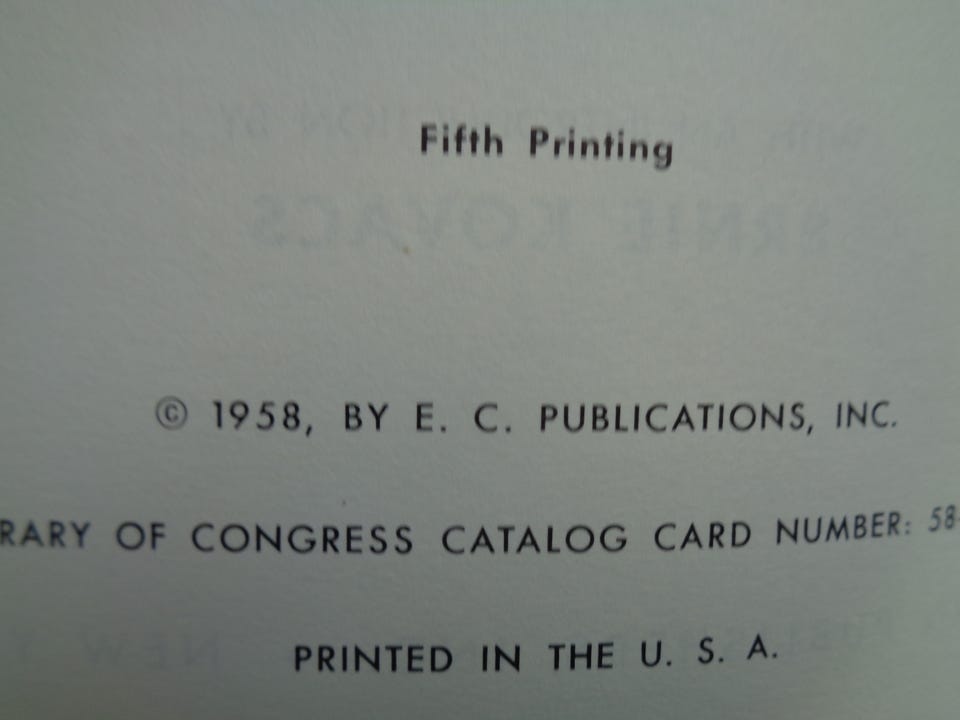 Fifth Printing
© 1958, BY E. C. PUBLICATIONS, INC.
RARY OF CONGRESS CATALOG CARD NUMBER: 58-
PRINTED IN THE U. S. A.